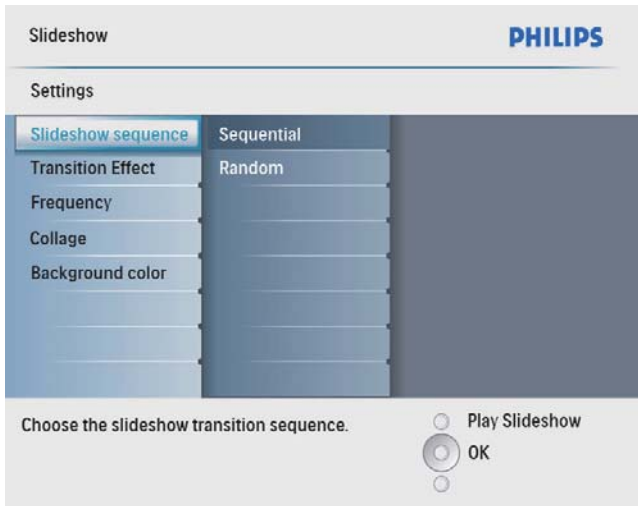 Slideshow
PHILIPS
Settings
Slideshow sequence
Sequential
Transition Effect
Random
Frequency
Collage
Background color
Choose the slideshow transition sequence.
Play Slideshow
OK